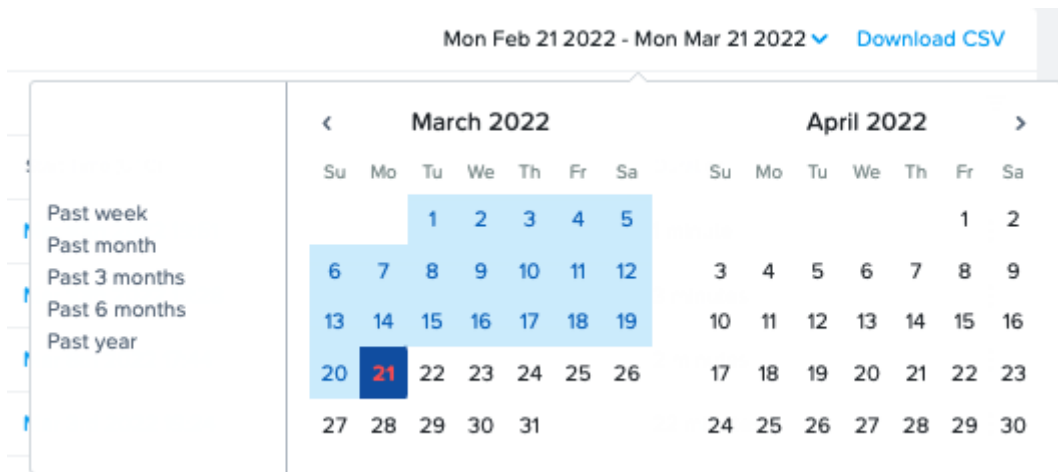 Mon Feb 21 2022 - Mon Mar 21 2022 Download CSV
Past week
Past month
Past 3 months
Past 6 months
Past year
March 2022
Su Mo Tu We Th Fr Sa
1 2 3 4 5
6 7 8 9 10 11 12
13 14 15 16 17 18 19
20 21 22 23 24 25 26
27 28 29 30 31
April 2022
Su Mo Tu We Th Fr Sa
1 2
3 4 5 6 7 8 9
10 11 12 13 14 15 16
17 18 19 20 21 22 23
24 25 26 27 28 29 30